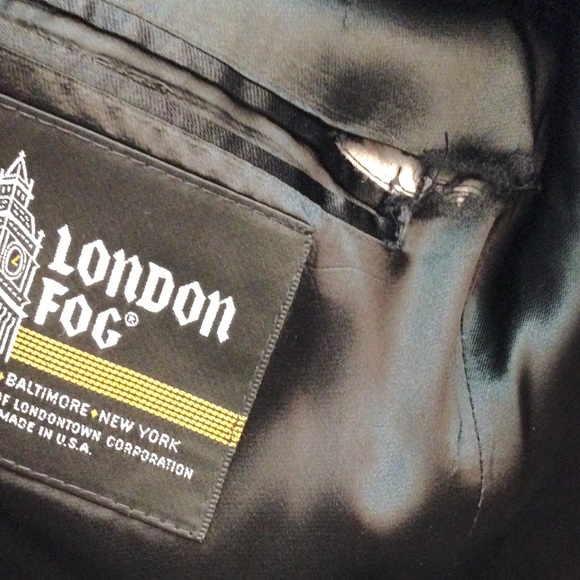 LONDON
FOG®
BALTIMORE ♦ NEW YORK
OF LONDONTOWN CORPORATION
MADE IN U.S.A.